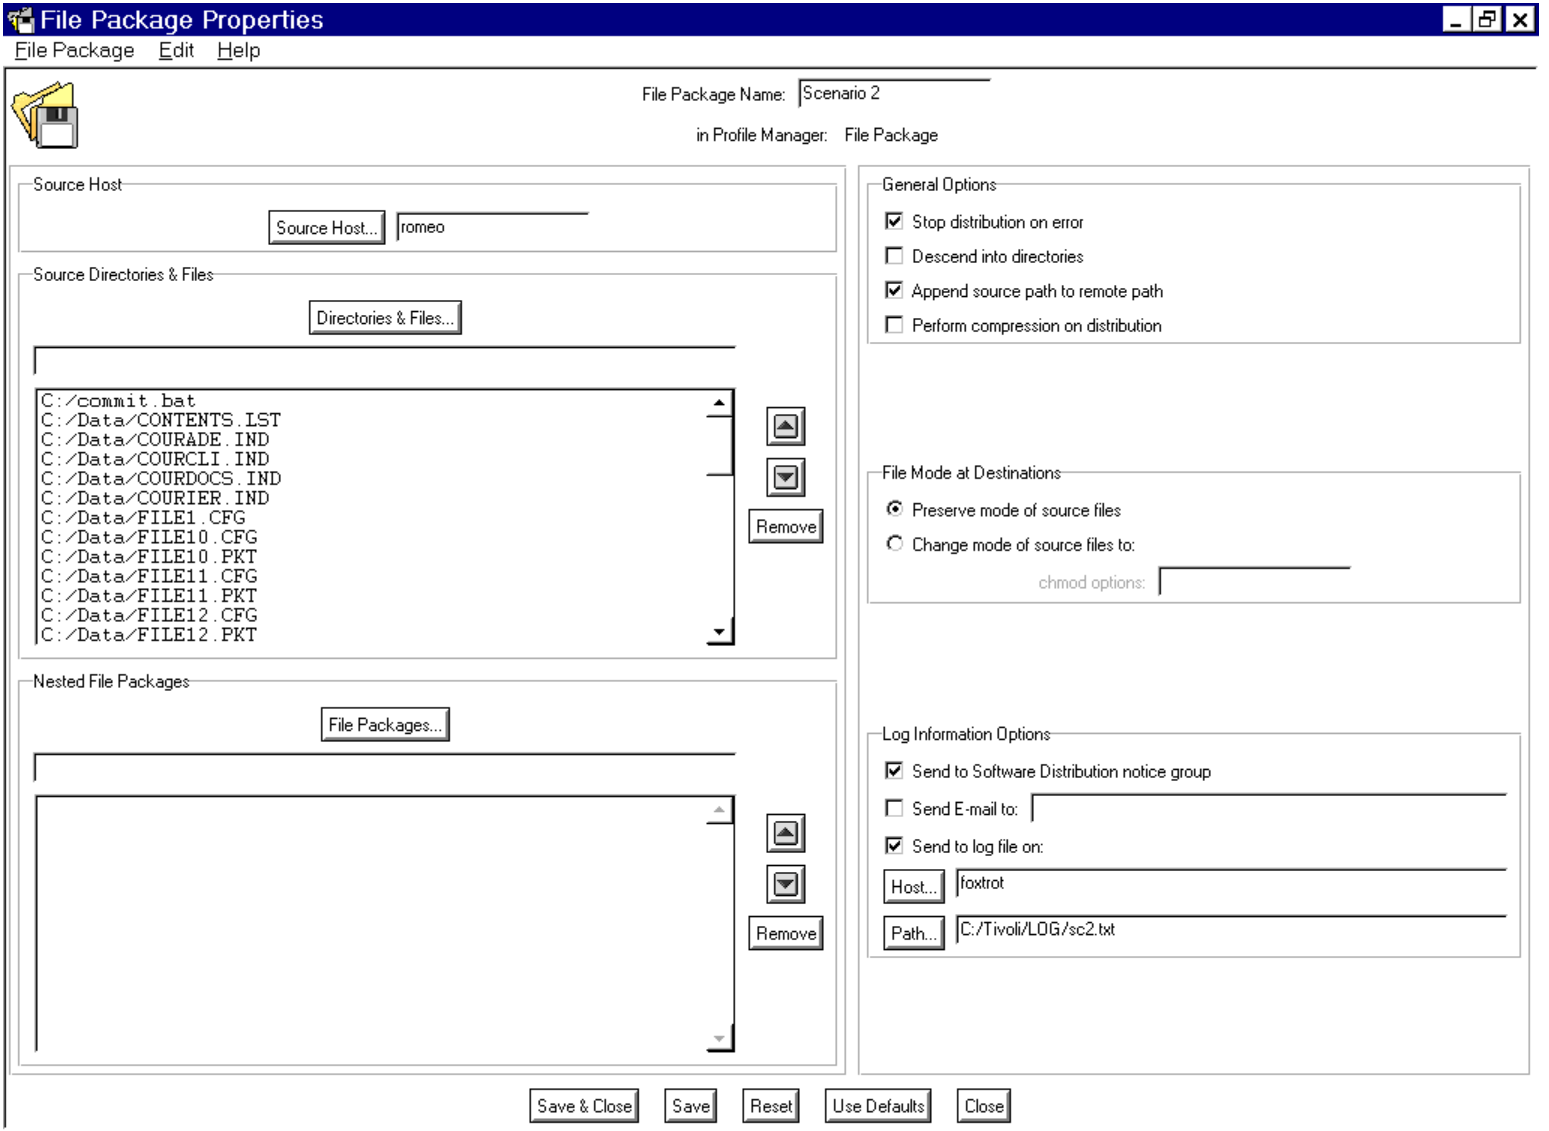 File Package Properties
File Package Edit Help
File Package Name: Scenario 2
in Profile Manager: File Package
Source Host
Source Host... romeo
Source Directories & Files
Directories & Files...
C:/commit.bat
C:/Data/CONTENTS.LST
C:/Data/COURADE.IND
C:/Data/COURCLI.IND
C:/Data/COURDOCS.IND
C:/Data/COURIER.IND
C:/Data/FILE1.CFG
C:/Data/FILE10.CFG
C:/Data/FILE10.PKT
C:/Data/FILE11.CFG
C:/Data/FILE11.PKT
C:/Data/FILE12.CFG
C:/Data/FILE12.PKT
Remove
Nested File Packages
File Packages...
Remove
General Options
Stop distribution on error
Descend into directories
Append source path to remote path
Perform compression on distribution
File Mode at Destinations
Preserve mode of source files
Change mode of source files to:
chmod options:
Log Information Options
Send to Software Distribution notice group
Send E-mail to:
Send to log file on:
Host... foxtrot
Path... C:/Tivoli/LOG/sc2.txt
Save & Close Save Reset Use Defaults Close